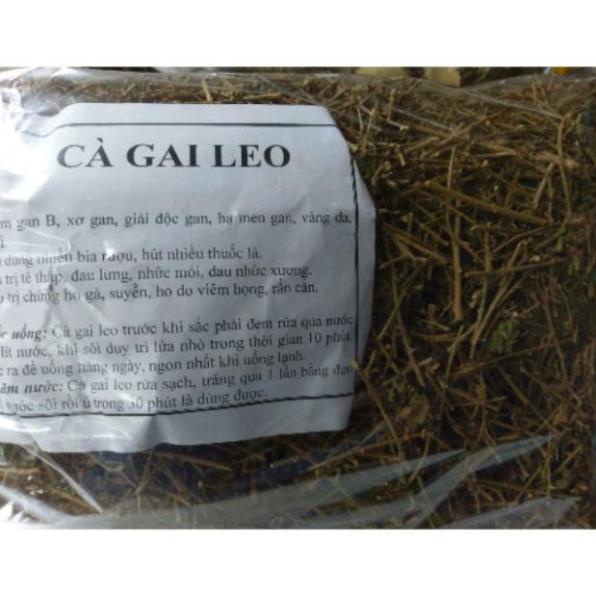 CÀ GAI LEO
m gan B, xơ gan, giải độc gan, hạ men gan, vàng da,
dùng nhiều bia rượu, hút nhiều thuốc lá.
trị tê thấp, đau lưng, nhức mỏi, đau nhức xương.
trị chứng ho gà, suyễn, ho do viêm họng, rắn cắn.
uống: Cà gai leo trước khi sắc phải đem rửa qua nước
lít nước, khi sôi duy trì lửa nhỏ trong thời gian 10 phút,
ra để uống hàng ngày, ngon nhất khi uống lạnh.
ãm nước: Cà gai leo rửa sạch, tráng qua 1 lần bằng đun
nước sôi rồi ủ trong 30 phút là dùng được.